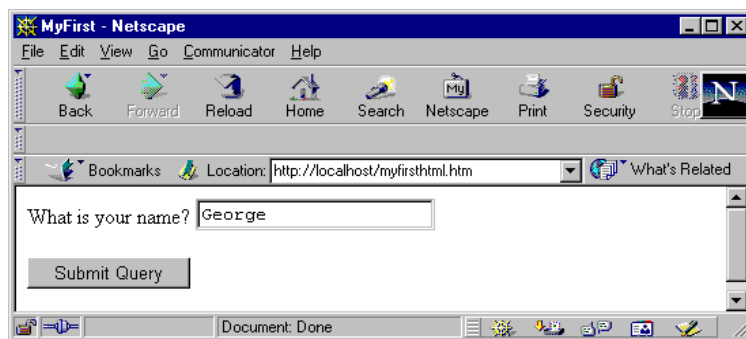 MyFirst - Netscape
File Edit View Go Communicator Help
My
N
Back Forward Reload Home Search Netscape Print Security Stop
Bookmarks Location: http://localhost/myfirsthtml.htm What's Related
What is your name? George
Submit Query
Document: Done